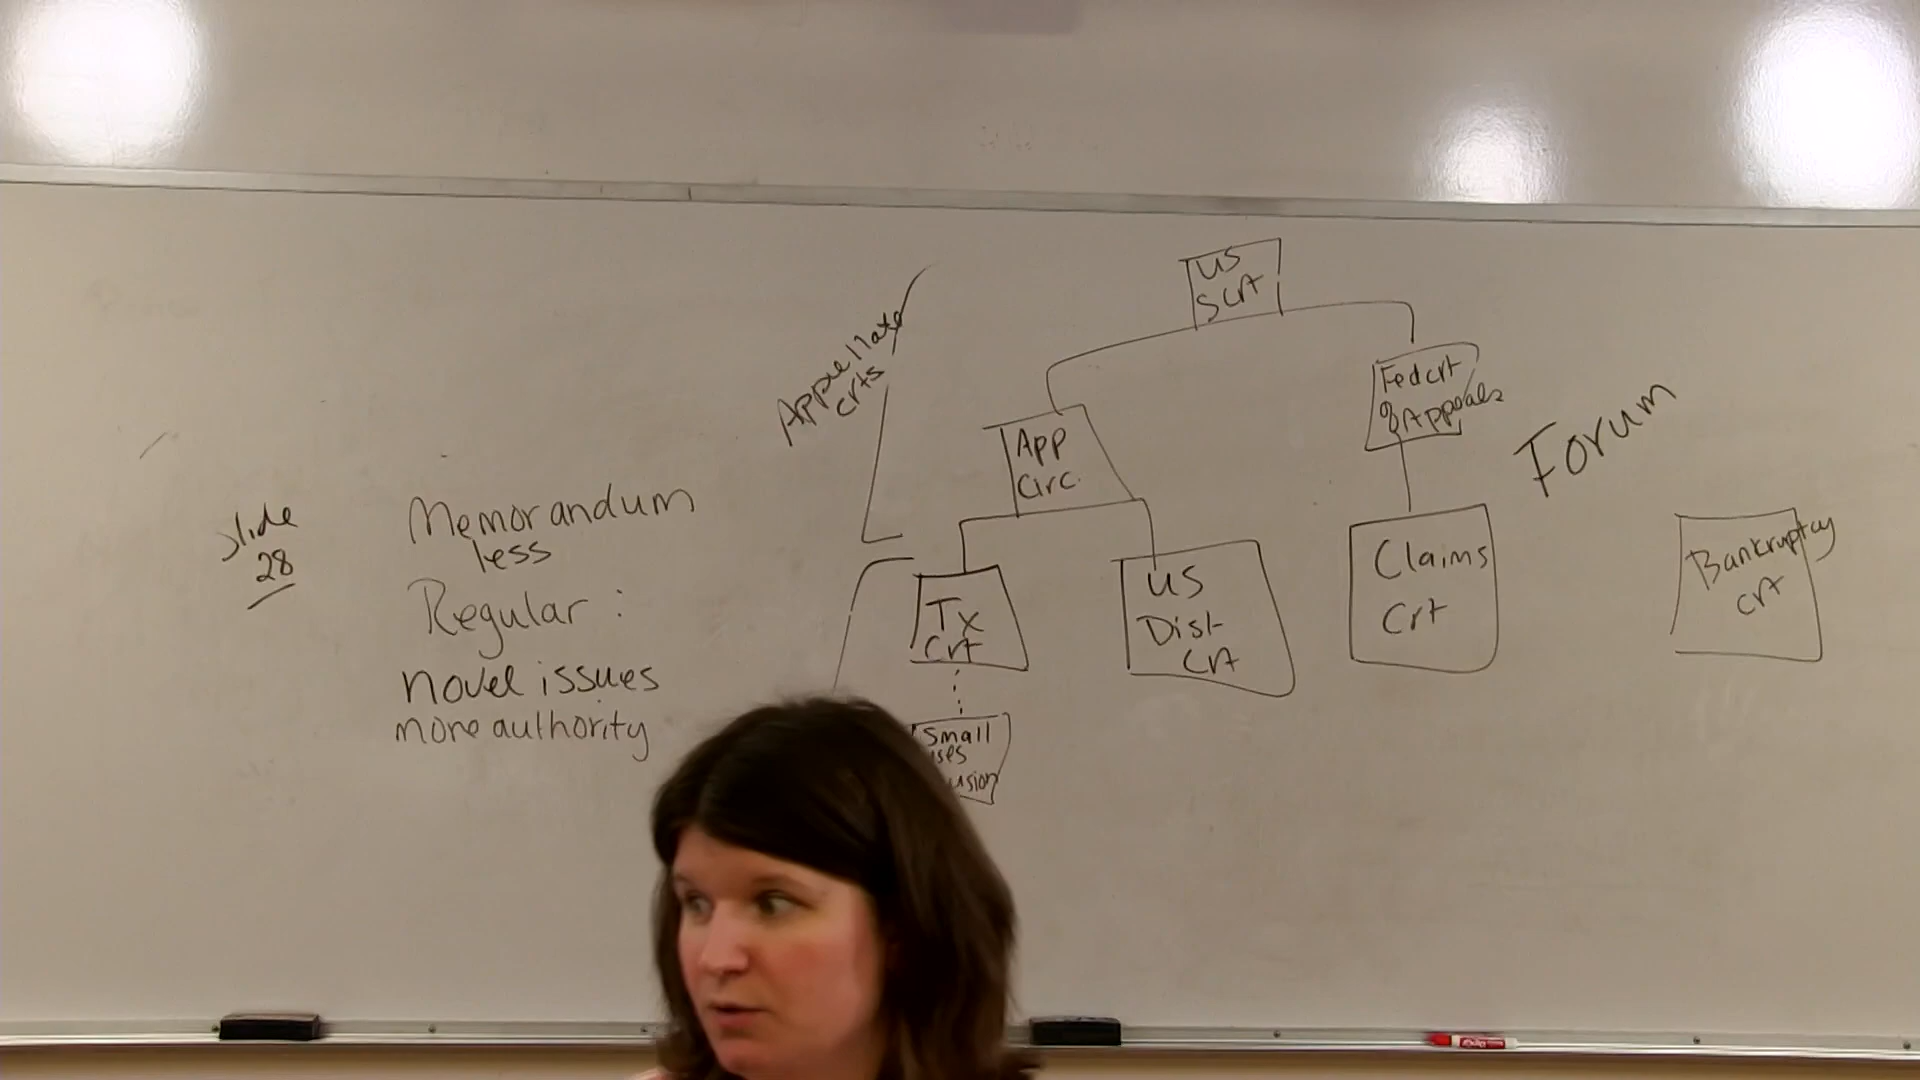 US
S Crt
Appellate
crts
Fed crt
of Appeals
App
Circ.
Forum
Slide
28
Memorandum
less
Regular :
novel issues
more authority
Tx
Crt
US
Dist
Crt
Claims
Crt
Bankruptcy
crt
Small